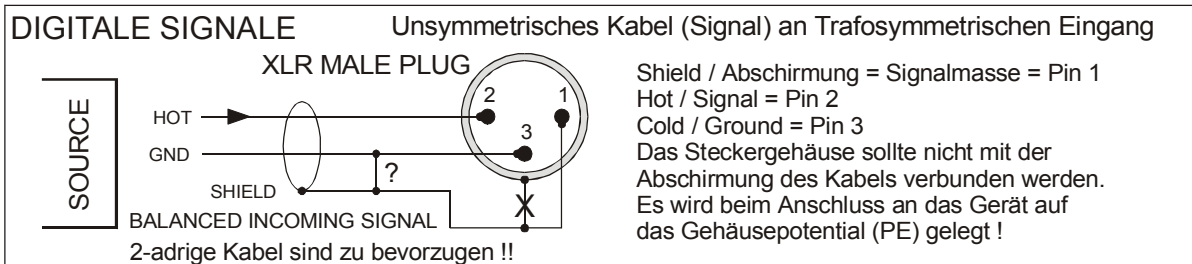 DIGITALE SIGNALE
Unsymmetrisches Kabel (Signal) an Trafosymmetrischen Eingang
XLR MALE PLUG
SOURCE
HOT
GND
SHIELD
?
2
1
3
X
BALANCED INCOMING SIGNAL
2-adrige Kabel sind zu bevorzugen !!
Shield / Abschirmung = Signalmasse = Pin 1
Hot / Signal = Pin 2
Cold / Ground = Pin 3
Das Steckergehäuse sollte nicht mit der
Abschirmung des Kabels verbunden werden.
Es wird beim Anschluss an das Gerät auf
das Gehäusepotential (PE) gelegt !